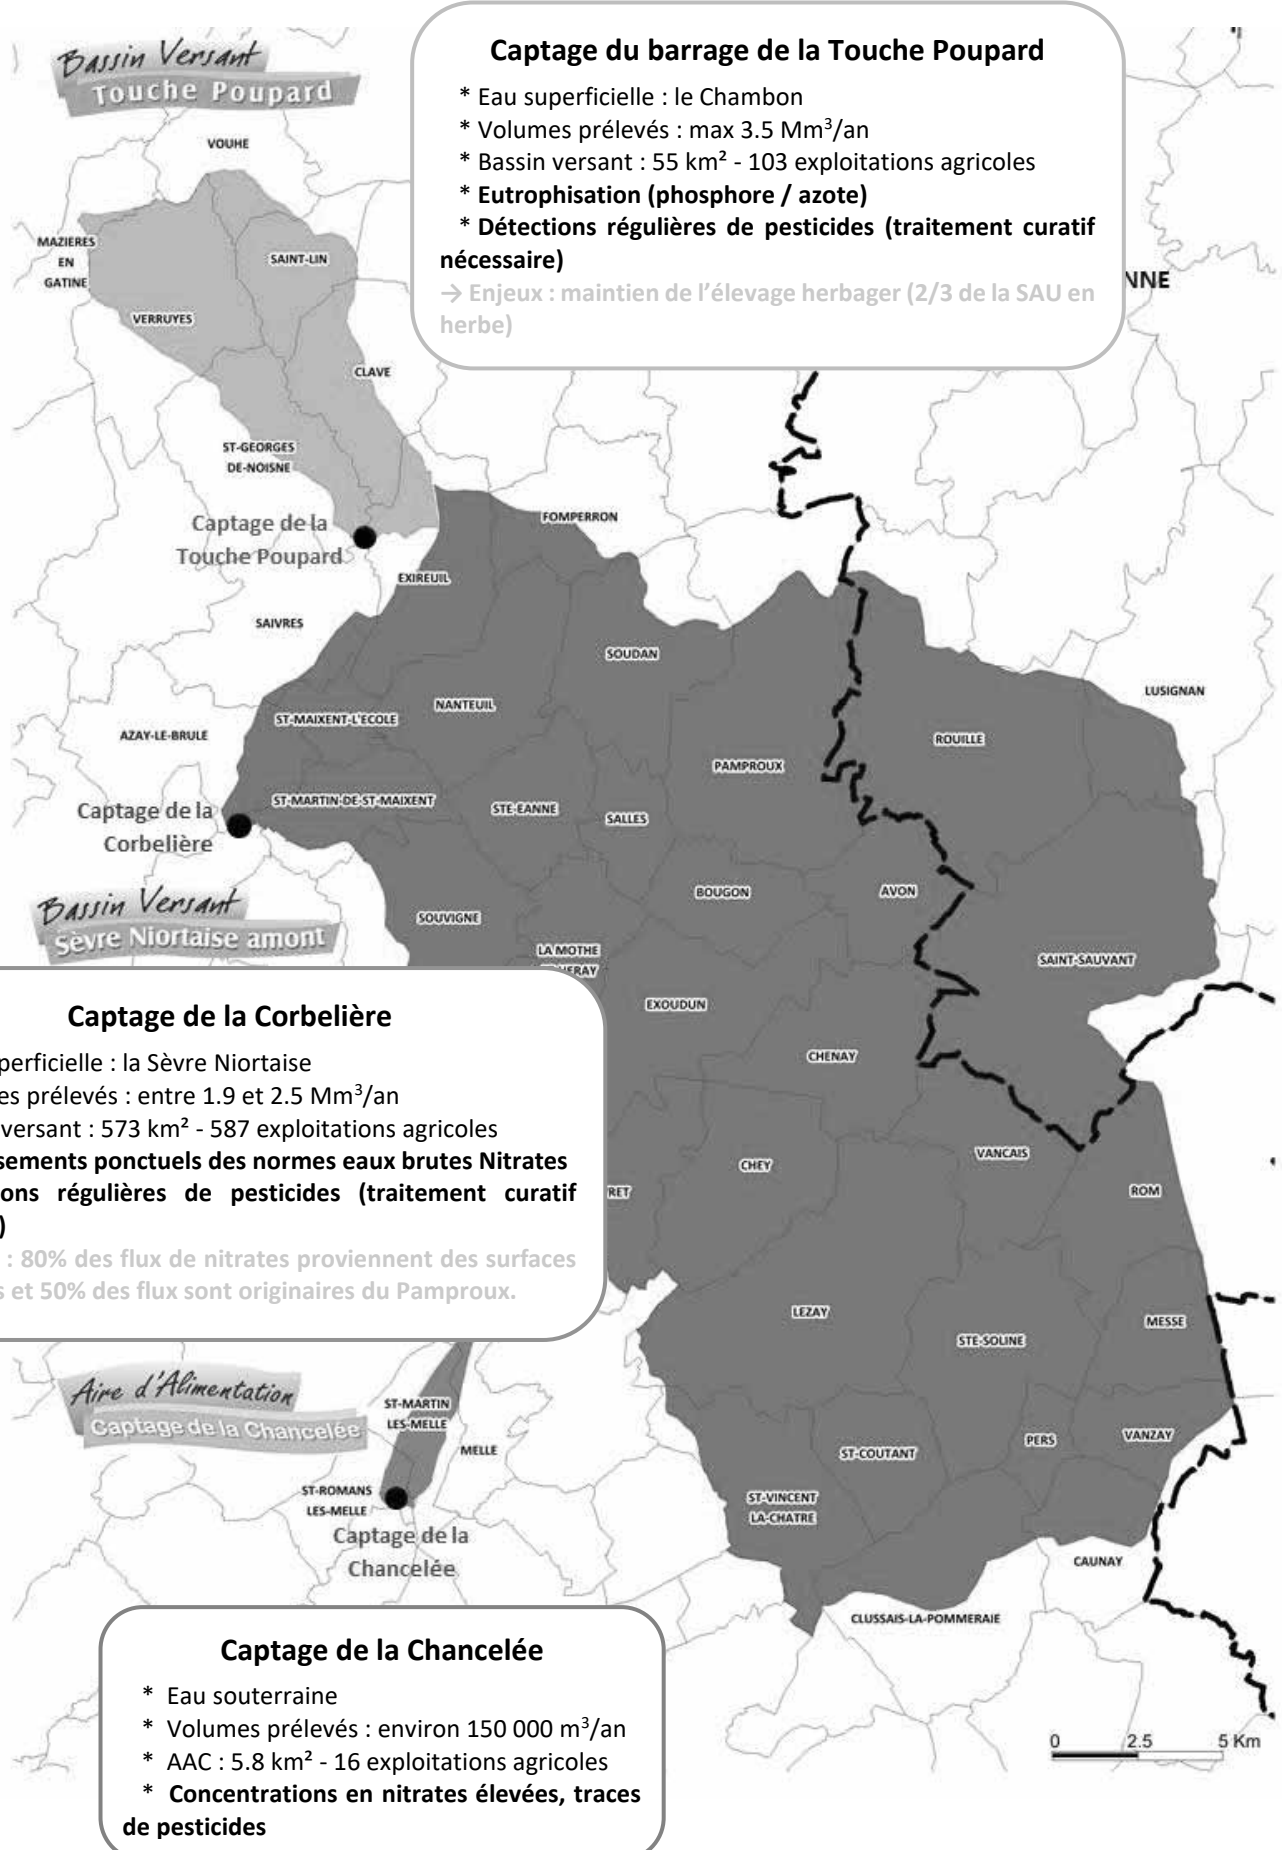 Captage du barrage de la Touche Poupard
* Eau superficielle : le Chambon
* Volumes prélevés : max 3.5 Mm³/an
* Bassin versant : 55 km² - 103 exploitations agricoles
* Eutrophisation (phosphore / azote)
* Détections régulières de pesticides (traitement curatif
nécessaire)
→ Enjeux : maintien de l'élevage herbager (2/3 de la SAU en
herbe)
Bassin Versant
Touche Poupard
VOUHE
MAZIERES
EN
GATINE
SAINT-LIN
VERRUYES
CLAVE
NNE
ST-GEORGES
DE-NOISNE
Captage de la
Touche Poupard
FOMPERRON
EXIREUIL
SAIVRES
SOUDAN
LUSIGNAN
NANTEUIL
ST-MAIXENT-L'ECOLE
AZAY-LE-BRULE
ROUILLE
PAMPROUX
ST-MARTIN-DE-ST-MAIXENT
STE-EANNE
SALLES
Captage de la
Corbelière
BOUGON
AVON
Bassin Versant
Sèvre Niortaise amont
SOUVIGNE
LA MOTHE
HERAY
SAINT-SAUVANT
EXOUDUN
CHENAY
Captage de la Corbelière
perficielle : la Sèvre Niortaise
es prélevés : entre 1.9 et 2.5 Mm³/an
versant : 573 km² - 587 exploitations agricoles
sements ponctuels des normes eaux brutes Nitrates
ons régulières de pesticides (traitement curatif
)
: 80% des flux de nitrates proviennent des surfaces
s et 50% des flux sont originaires du Pamproux.
VANCAIS
CHEY
RET
ROM
LEZAY
MESSE
STE-SOLINE
Aire d'Alimentation
Captage de la Chancelée
ST-MARTIN
LES-MELLE
MELLE
ST-COUTANT
PERS
VANZAY
ST-ROMANS
LES-MELLE
ST-VINCENT
LA-CHATRE
Captage de la
Chancelée
CAUNAY
CLUSSAIS-LA-POMMERAIE
Captage de la Chancelée
* Eau souterraine
* Volumes prélevés : environ 150 000 m³/an
* AAC : 5.8 km² - 16 exploitations agricoles
* Concentrations en nitrates élevées, traces
de pesticides
0 2.5 5 Km